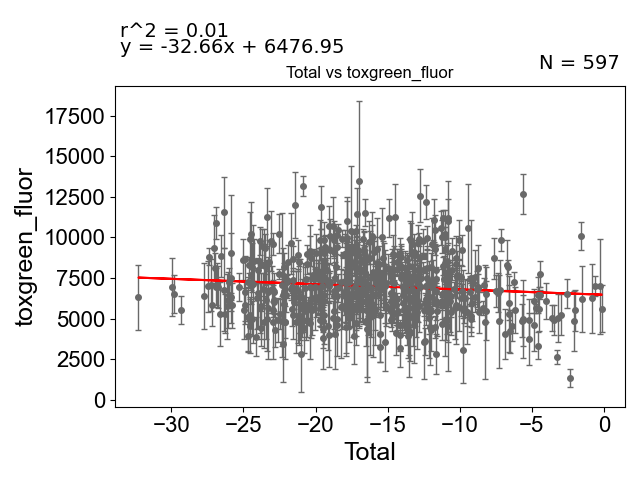 r^2 = 0.01
y = -32.66x + 6476.95
N = 597
Total vs toxgreen_fluor
17500
15000
12500
10000
7500
5000
2500
0
toxgreen_fluor
−30 −25 −20 −15 −10 −5 0
Total